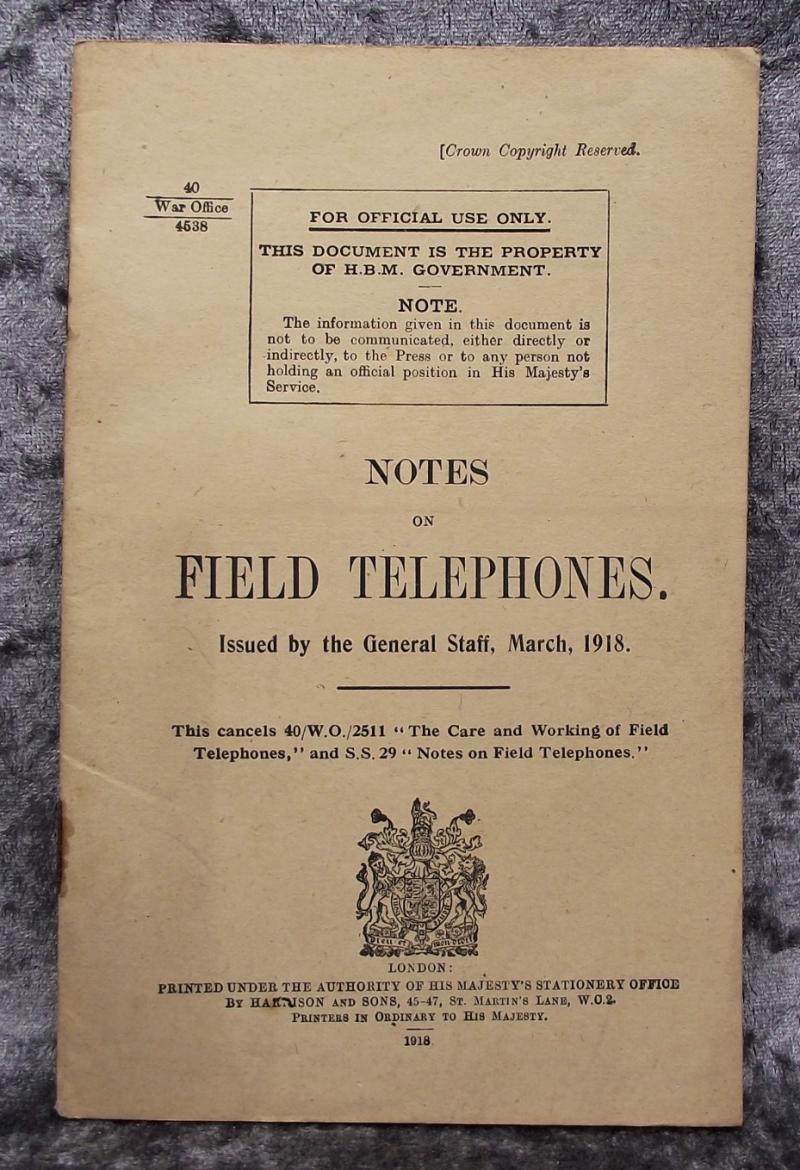 [Crown Copyright Reserved.
40
War Office
4538
FOR OFFICIAL USE ONLY.
THIS DOCUMENT IS THE PROPERTY
OF H.B.M. GOVERNMENT.
NOTE.
The information given in this document is
not to be communicated, either directly or
indirectly, to the Press or to any person not
holding an official position in His Majesty's
Service.
NOTES
ON
FIELD TELEPHONES.
Issued by the General Staff, March, 1918.
This cancels 40/W.O./2511 “The Care and Working of Field
Telephones,” and S.S. 29 “Notes on Field Telephones.”
LONDON:
PRINTED UNDER THE AUTHORITY OF HIS MAJESTY'S STATIONERY OFFICE
BY HARRISON AND SONS, 45-47, ST. MARTIN'S LANE, W.C.2.
PRINTERS IN ORDINARY TO HIS MAJESTY.
1918.